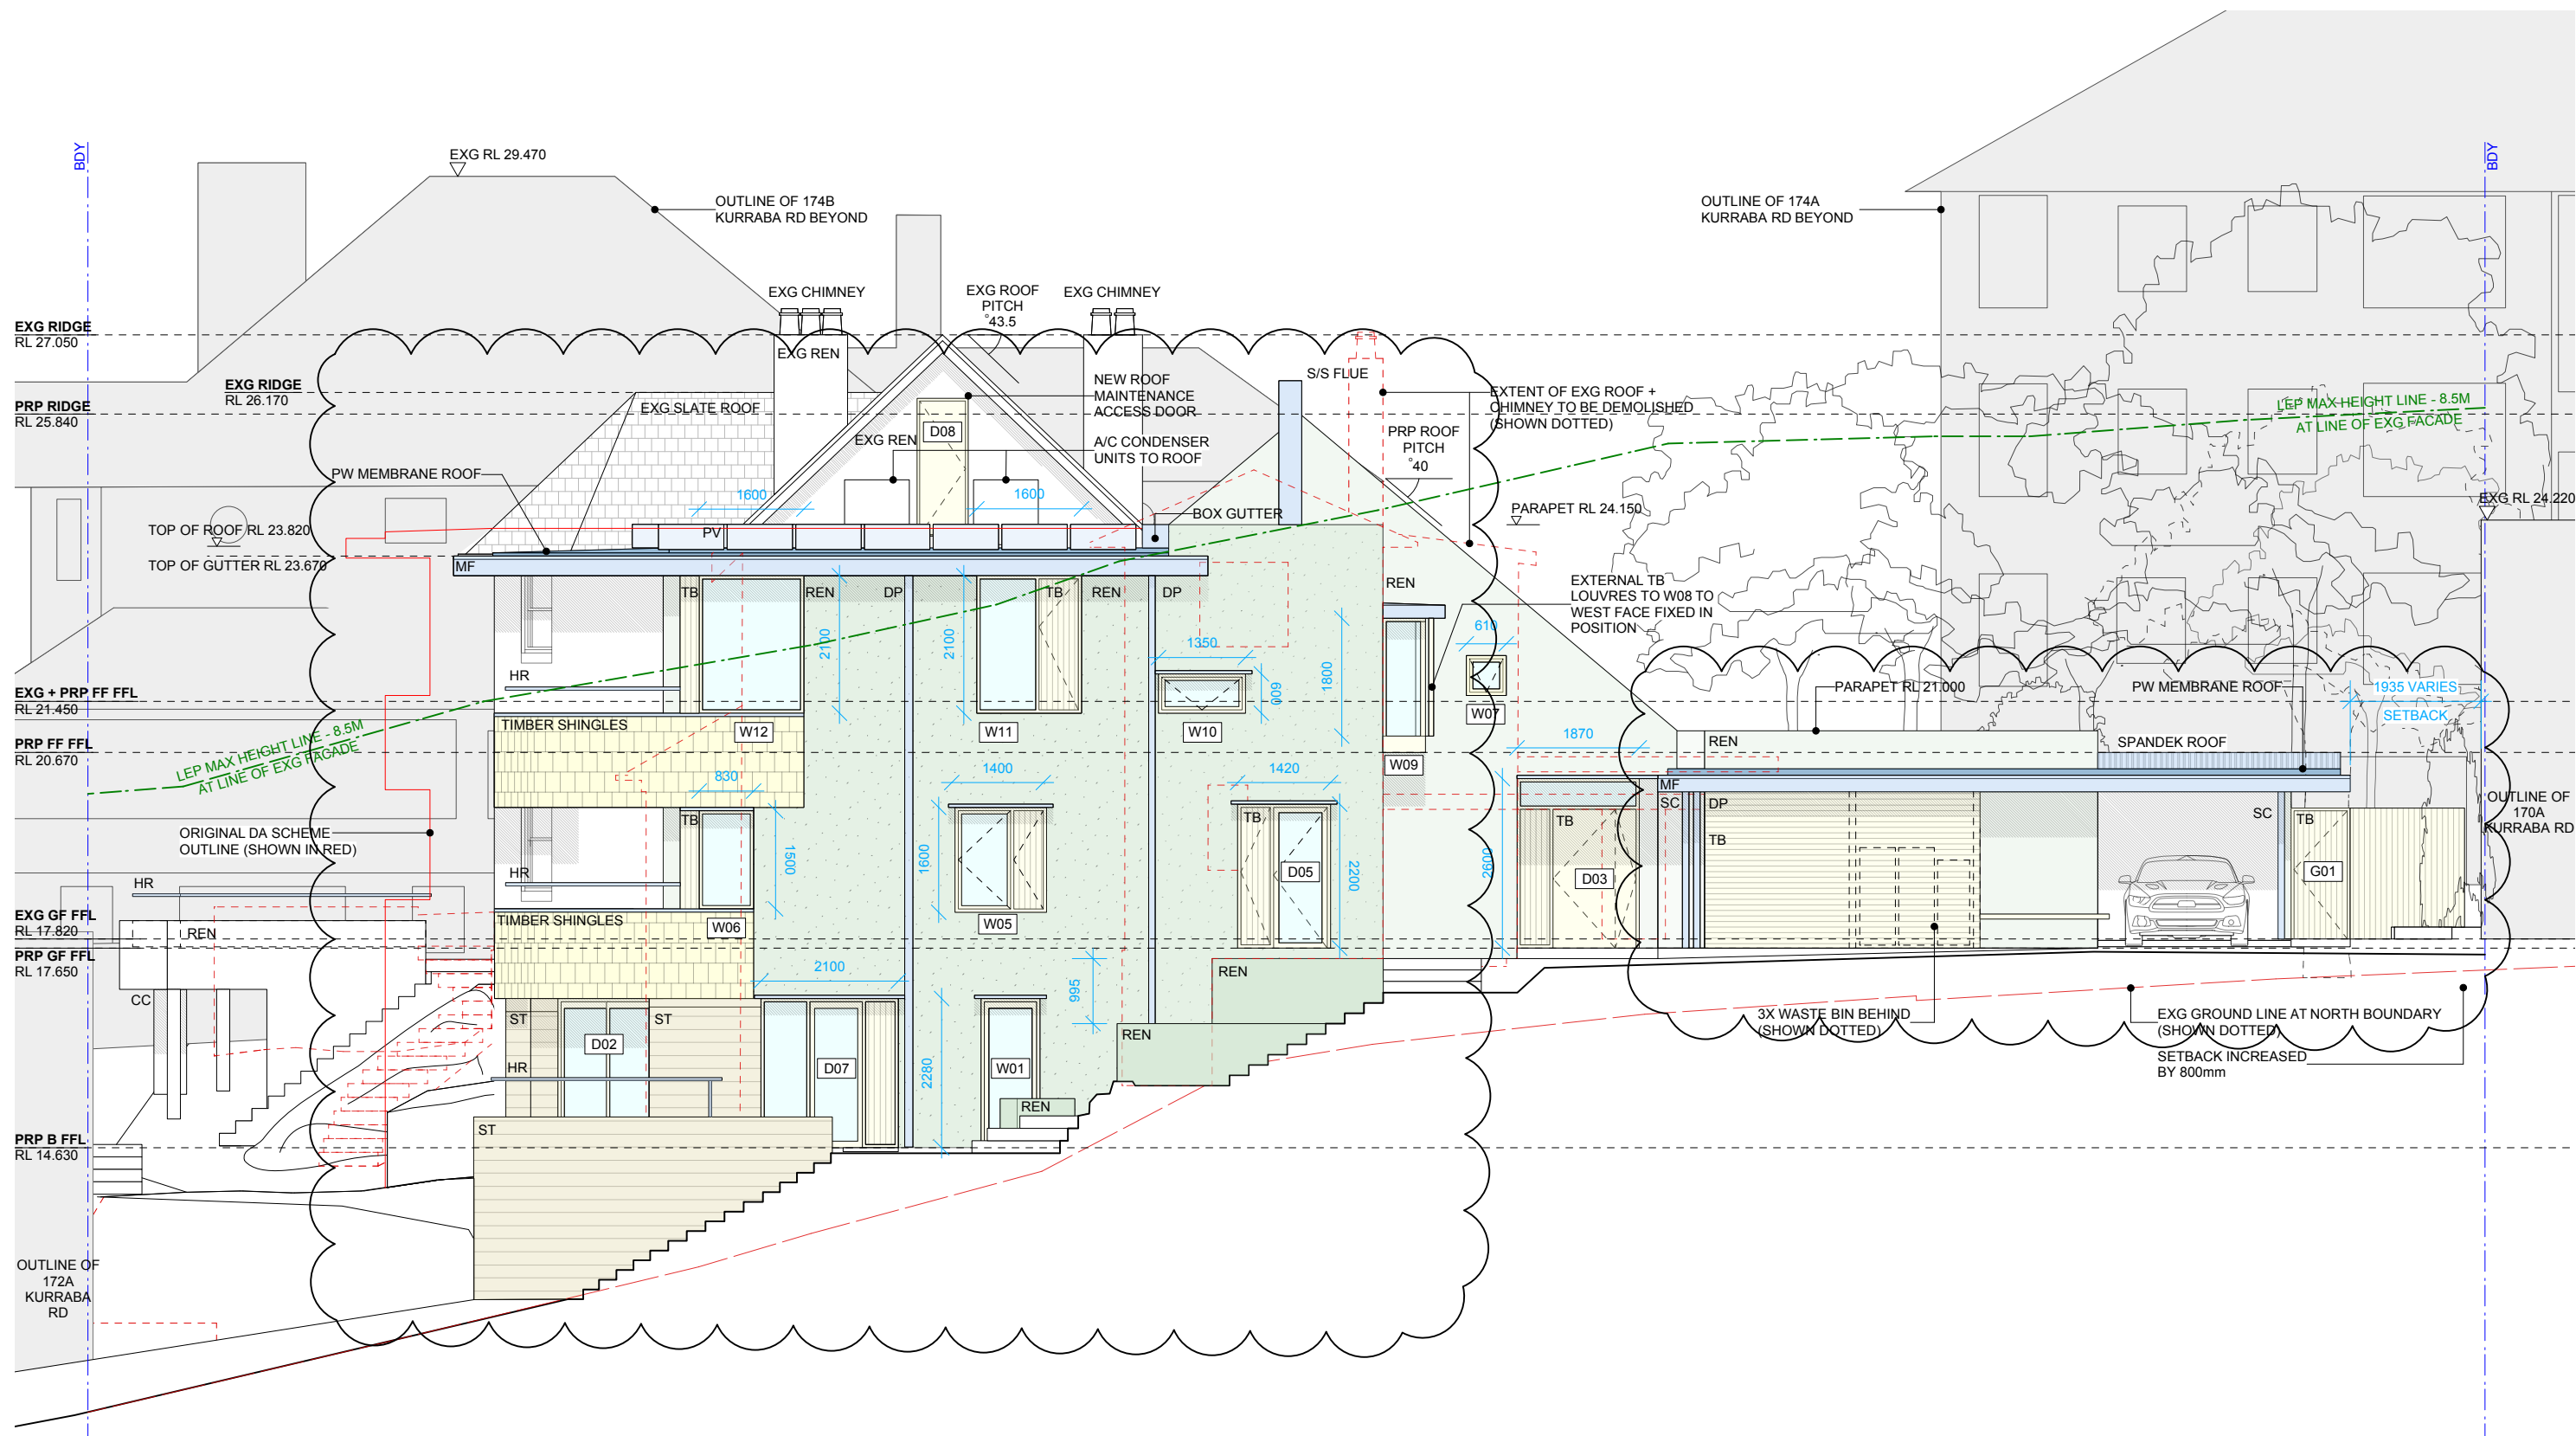 BDY
BDY
EXG RL 29.470
OUTLINE OF 174B
KURRABA RD BEYOND
OUTLINE OF 174A
KURRABA RD BEYOND
EXG CHIMNEY
EXG ROOF
PITCH
°43.5
EXG CHIMNEY
EXG RIDGE
RL 27.050
EXG REN
S/S FLUE
NEW ROOF
MAINTENANCE
ACCESS DOOR
EXG RIDGE
RL 26.170
EXTENT OF EXG ROOF +
CHIMNEY TO BE DEMOLISHED
(SHOWN DOTTED)
LEP MAX HEIGHT LINE - 8.5M
AT LINE OF EXG FACADE
PRP RIDGE
RL 25.840
EXG SLATE ROOF
D08
EXG REN
A/C CONDENSER
UNITS TO ROOF
PRP ROOF
PITCH
°40
PW MEMBRANE ROOF
1600
1600
EXG RL 24.220
BOX GUTTER
PARAPET RL 24.150
TOP OF ROOF RL 23.820
PV
TOP OF GUTTER RL 23.670
MF
TB
REN
DP
TB
REN
DP
REN
EXTERNAL TB
LOUVRES TO W08 TO
WEST FACE FIXED IN
POSITION
2100
2100
1350
600
1800
610
HR
EXG + PRP FF FFL
RL 21.450
PARAPET RL 21.000
PW MEMBRANE ROOF
1935 VARIES
SETBACK
TIMBER SHINGLES
W12
W11
W10
W07
W09
1870
REN
SPANDEK ROOF
LEP MAX HEIGHT LINE - 8.5M
AT LINE OF EXG FACADE
PRP FF FFL
RL 20.670
830
1400
1420
MF
SC
DP
TB
SC
TB
OUTLINE OF
170A
KURRABA RD
ORIGINAL DA SCHEME
OUTLINE (SHOWN IN RED)
TB
1500
1600
TB
D05
2200
2600
TB
D03
G01
HR
HR
EXG GF FFL
RL 17.820
REN
TIMBER SHINGLES
W06
W05
PRP GF FFL
RL 17.650
2100
995
REN
CC
ST
ST
D02
REN
3X WASTE BIN BEHIND
(SHOWN DOTTED)
EXG GROUND LINE AT NORTH BOUNDARY
(SHOWN DOTTED)
SETBACK INCREASED
BY 800mm
HR
D07
2280
W01
REN
ST
PRP B FFL
RL 14.630
OUTLINE OF
172A
KURRABA
RD